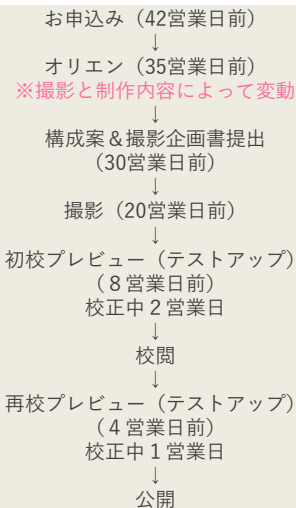 お申込み（42営業日前）
↓
オリエン（35営業日前）
※撮影と制作内容によって変動
↓
構成案＆撮影企画書提出
（30営業日前）
↓
撮影（20営業日前）
↓
初校プレビュー（テストアップ）
（８営業日前）
校正中２営業日
↓
校閲
↓
再校プレビュー（テストアップ）
（４営業日前）
校正中１営業日
↓
公開